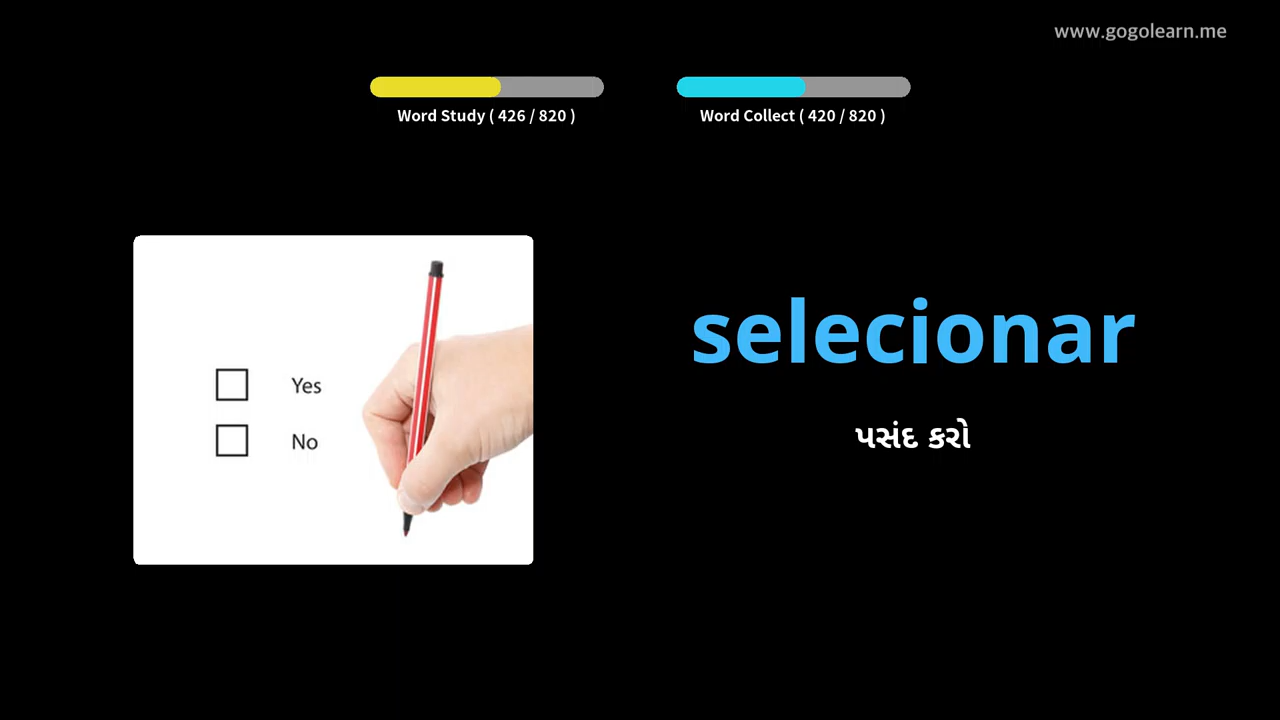 www.gogolearn.me
Word Study ( 426 / 820 )
Word Collect ( 420 / 820 )
Yes
No
selecionar
પસંદ કરો